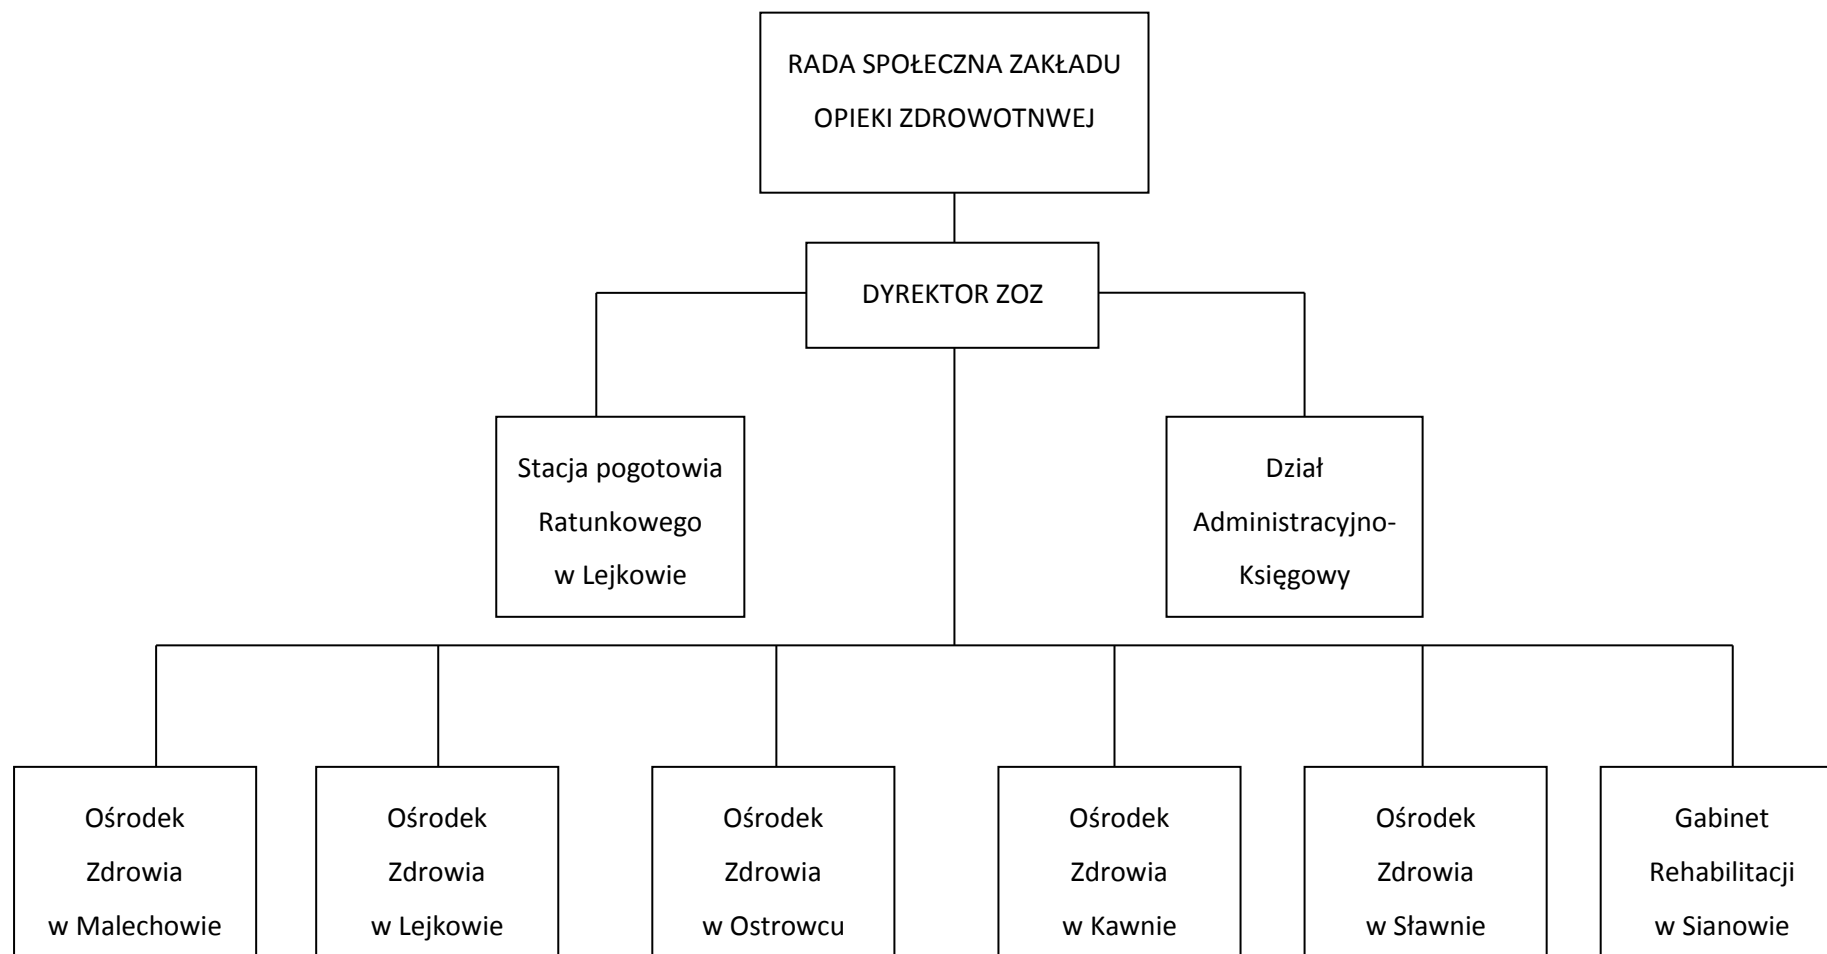 RADA SPOŁECZNA ZAKŁADU
OPIEKI ZDROWOTNWEJ
DYREKTOR ZOZ
Stacja pogotowia
Ratunkowego
w Lejkowie
Dział
Administracyjno-
Księgowy
Ośrodek
Zdrowia
w Malechowie
Ośrodek
Zdrowia
w Lejkowie
Ośrodek
Zdrowia
w Ostrowcu
Ośrodek
Zdrowia
w Kawnie
Ośrodek
Zdrowia
w Sławnie
Gabinet
Rehabilitacji
w Sianowie